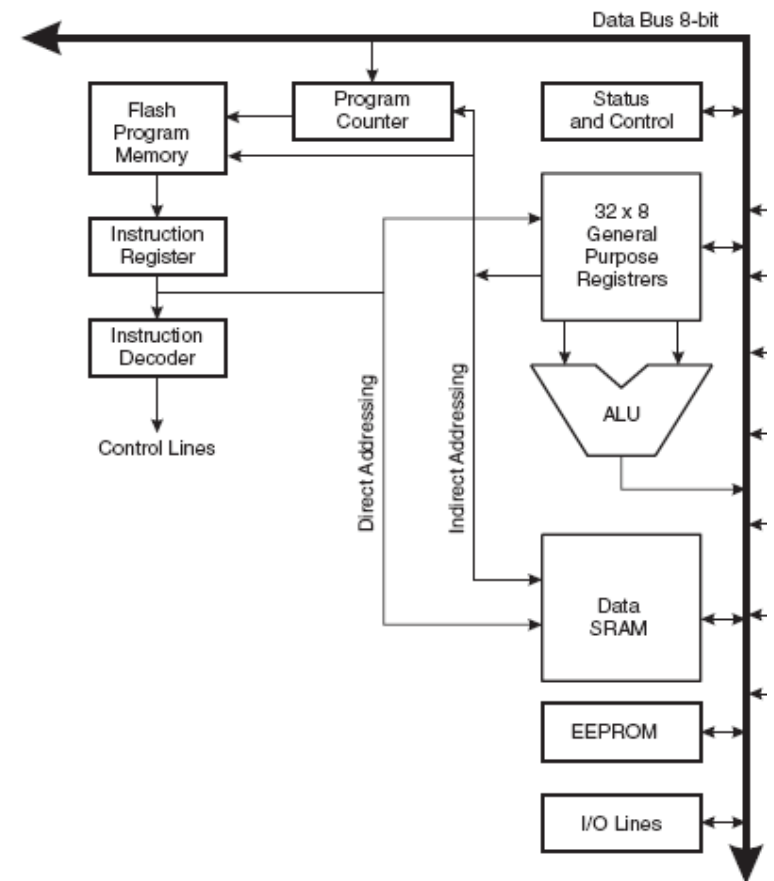 Data Bus 8-bit
Flash
Program
Memory
Program
Counter
Status
and Control
32 x 8
General
Purpose
Registrers
Instruction
Register
Instruction
Decoder
Control Lines
Direct Addressing
Indirect Addressing
ALU
Data
SRAM
EEPROM
I/O Lines